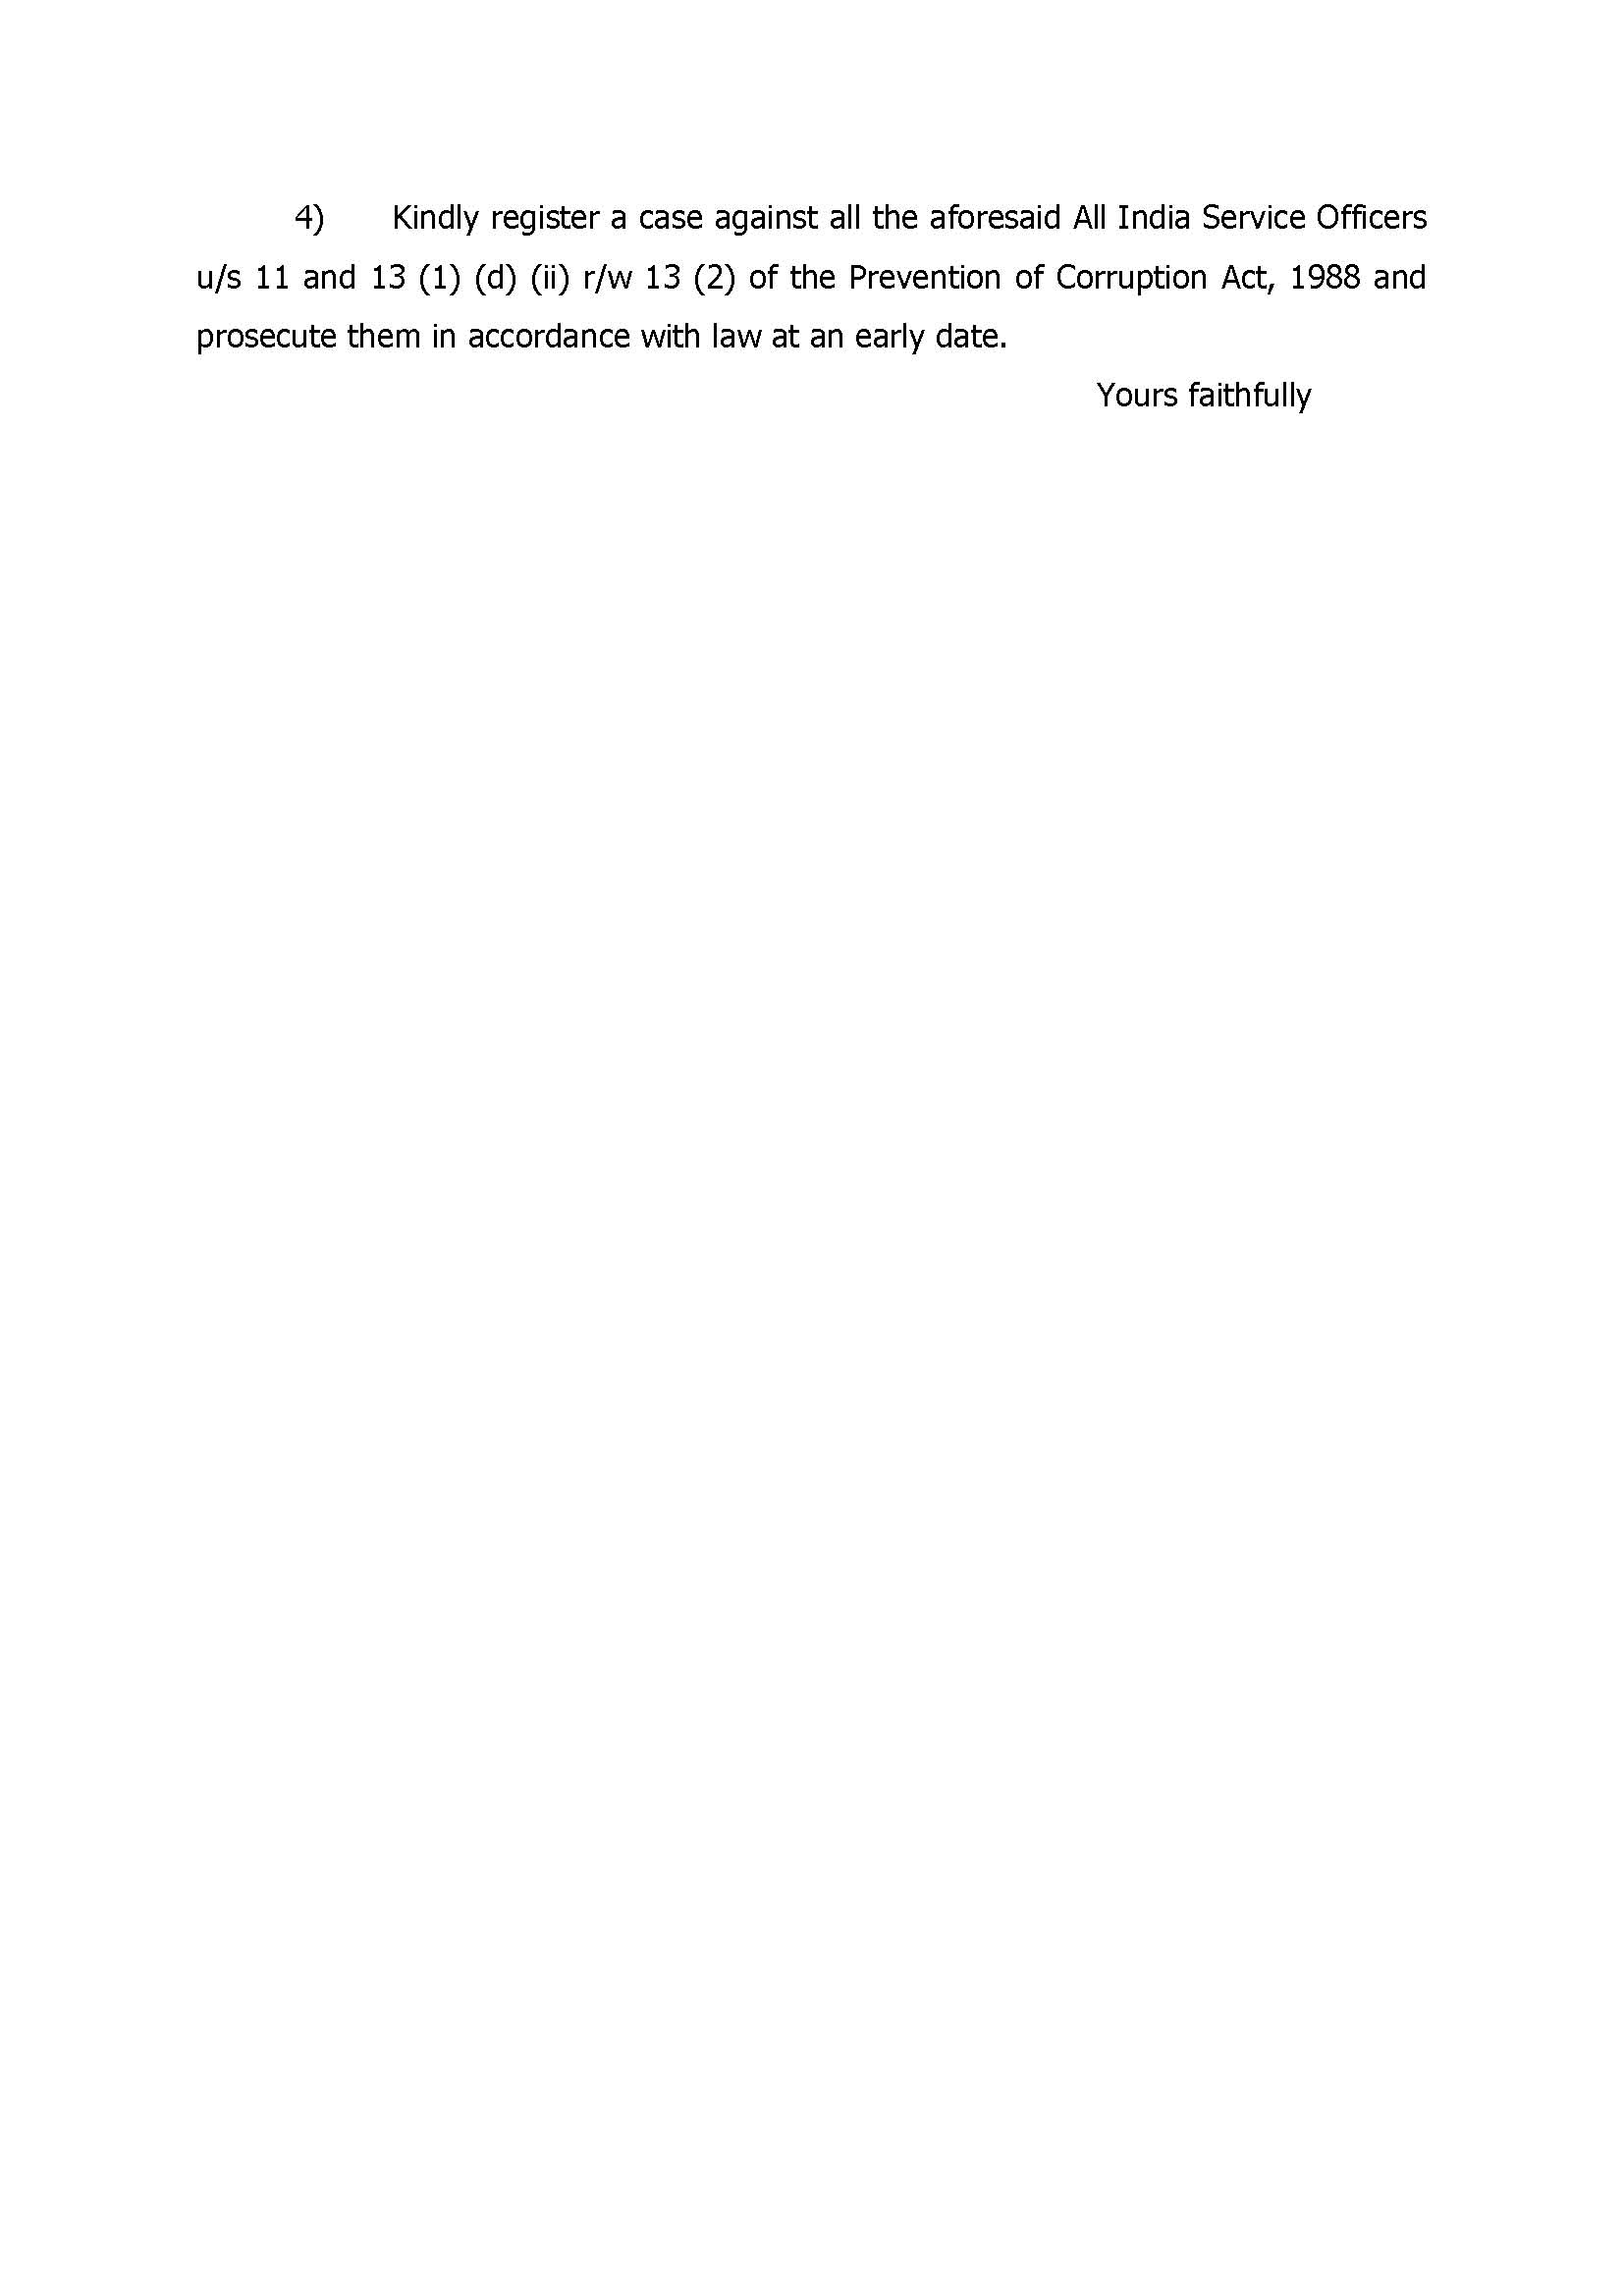 4) Kindly register a case against all the aforesaid All India Service Officers
u/s 11 and 13 (1) (d) (ii) r/w 13 (2) of the Prevention of Corruption Act, 1988 and
prosecute them in accordance with law at an early date.
Yours faithfully